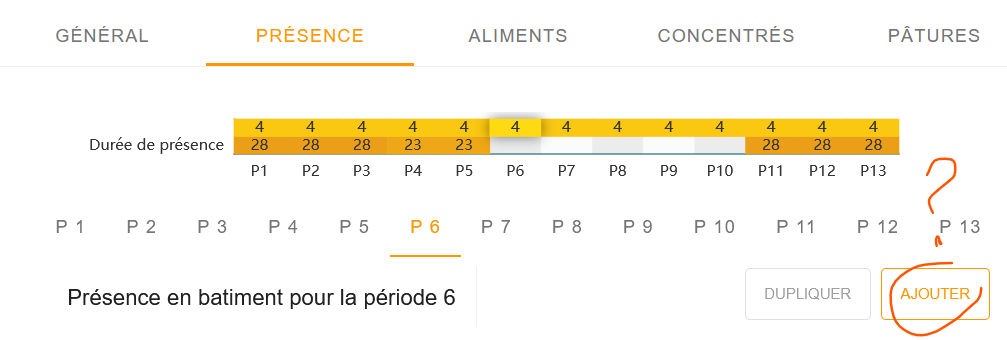 GÉNÉRAL PRÉSENCE ALIMENTS CONCENTRÉS PÂTURES
4 4 4 4 4 4 4 4 4 4 4 4 4
Durée de présence 28 28 28 23 23 28 28 28
P1 P2 P3 P4 P5 P6 P7 P8 P9 P10 P11 P12 P13
?
P 1 P 2 P 3 P 4 P 5 P 6 P 7 P 8 P 9 P 10 P 11 P 12 P 13
Présence en batiment pour la période 6 DUPLIQUER AJOUTER